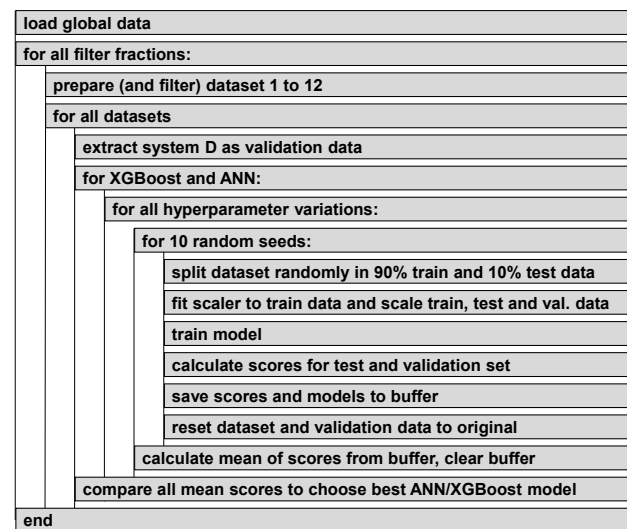 load global data
for all filter fractions:
prepare (and filter) dataset 1 to 12
for all datasets
extract system D as validation data
for XGBoost and ANN:
for all hyperparameter variations:
for 10 random seeds:
split dataset randomly in 90% train and 10% test data
fit scaler to train data and scale train, test and val. data
train model
calculate scores for test and validation set
save scores and models to buffer
reset dataset and validation data to original
calculate mean of scores from buffer, clear buffer
compare all mean scores to choose best ANN/XGBoost model
end